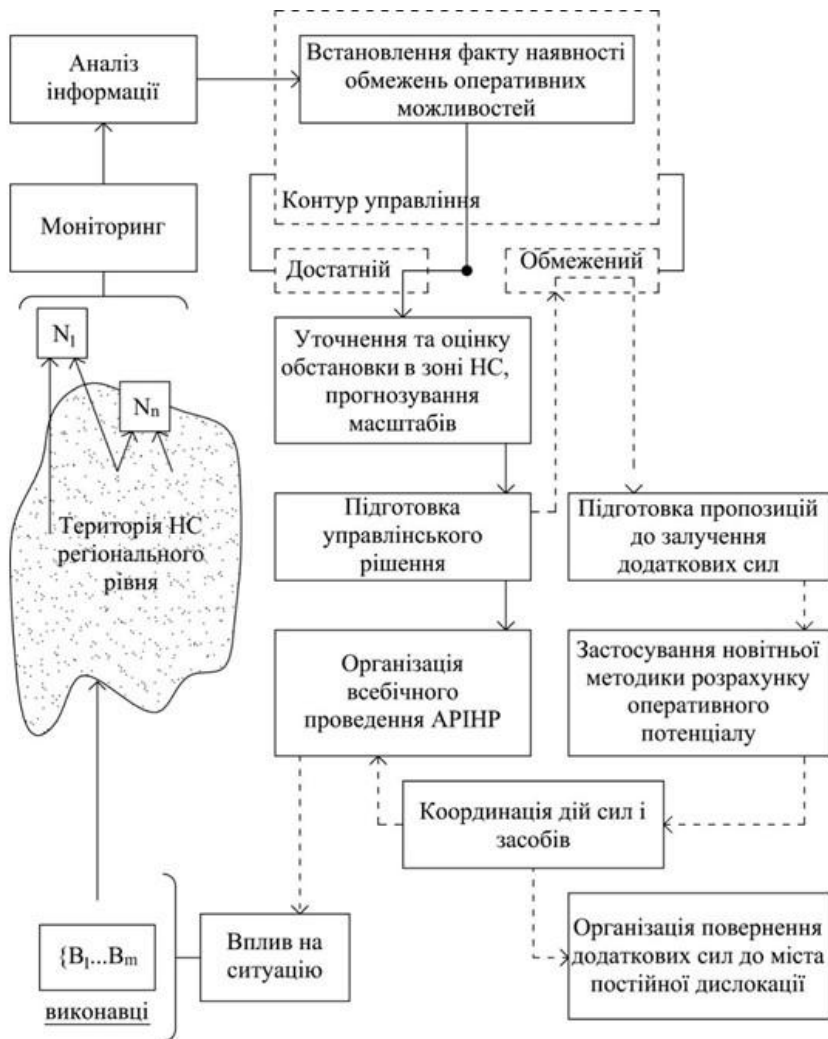 Аналіз
інформації
Встановлення факту наявності
обмежень оперативних
можливостей
Моніторинг
Контур управління
Достатній
Обмежений
N₁
Nₙ
Територія НС
регіонального
рівня
Уточнення та оцінку
обстановки в зоні НС,
прогнозування
масштабів
Підготовка
управлінського
рішення
Підготовка пропозицій
до залучення
додаткових сил
Організація
всебічного
проведення АРІНР
Застосування новітньої
методики розрахунку
оперативного
потенціалу
Координація дій сил і
засобів
{B₁...Bₘ
виконавці
Вплив на
ситуацію
Організація повернення
додаткових сил до міста
постійної дислокації